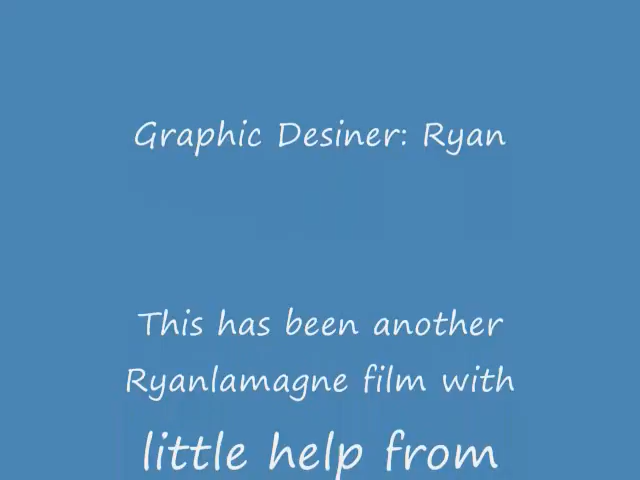 Graphic Desiner: Ryan
This has been another
Ryanlamagne film with
little help from